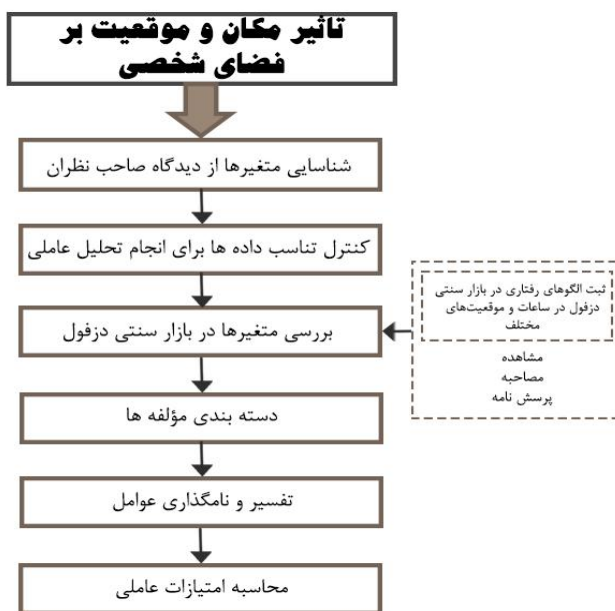 تاثیر مکان و موقعیت بر
فضای شخصی
شناسایی متغیرها از دیدگاه صاحب نظران
کنترل تناسب داده ها برای انجام تحلیل عاملی
بررسی متغیرها در بازار سنتی دزفول
ثبت الگوهای رفتاری در بازار سنتی
دزفول در ساعات و موقعیت‌های
مختلف
مشاهده
مصاحبه
پرسش نامه
دسته بندی مؤلفه ها
تفسیر و نامگذاری عوامل
محاسبه امتیازات عاملی